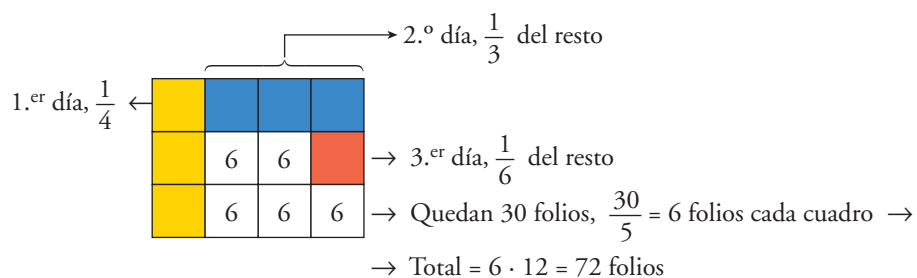 2.º día, 1/3 del resto
1.er día, 1/4 ←
6 6 → 3.er día, 1/6 del resto
6 6 6 → Quedan 30 folios, 30/5 = 6 folios cada cuadro →
→ Total = 6 · 12 = 72 folios